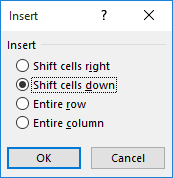 Insert
Insert
Shift cells right
Shift cells down
Entire row
Entire column
OK Cancel